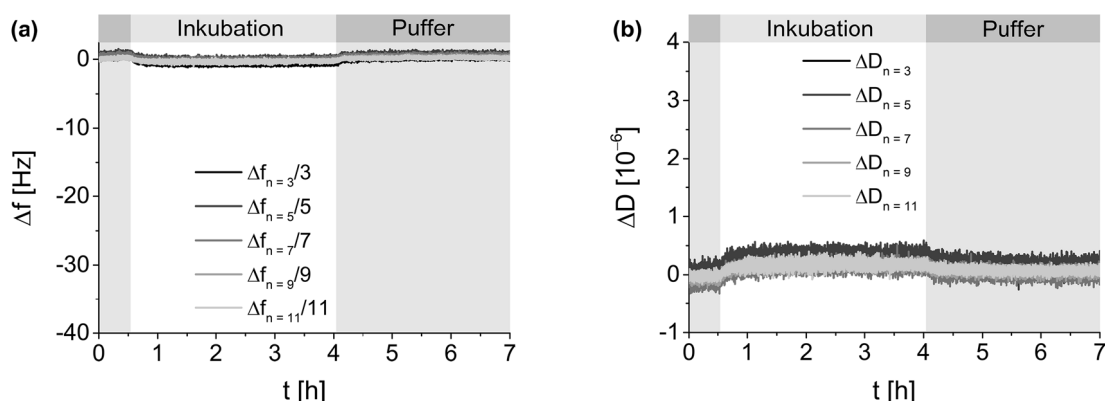 (a)
Inkubation
Puffer
0
-10
-20
-30
-40
Δf [Hz]
Δf n = 3/3
Δf n = 5/5
Δf n = 7/7
Δf n = 9/9
Δf n = 11/11
0 1 2 3 4 5 6 7
t [h]
(b)
Inkubation
Puffer
4
3
2
1
0
-1
ΔD [10⁻⁶]
ΔD n = 3
ΔD n = 5
ΔD n = 7
ΔD n = 9
ΔD n = 11
0 1 2 3 4 5 6 7
t [h]